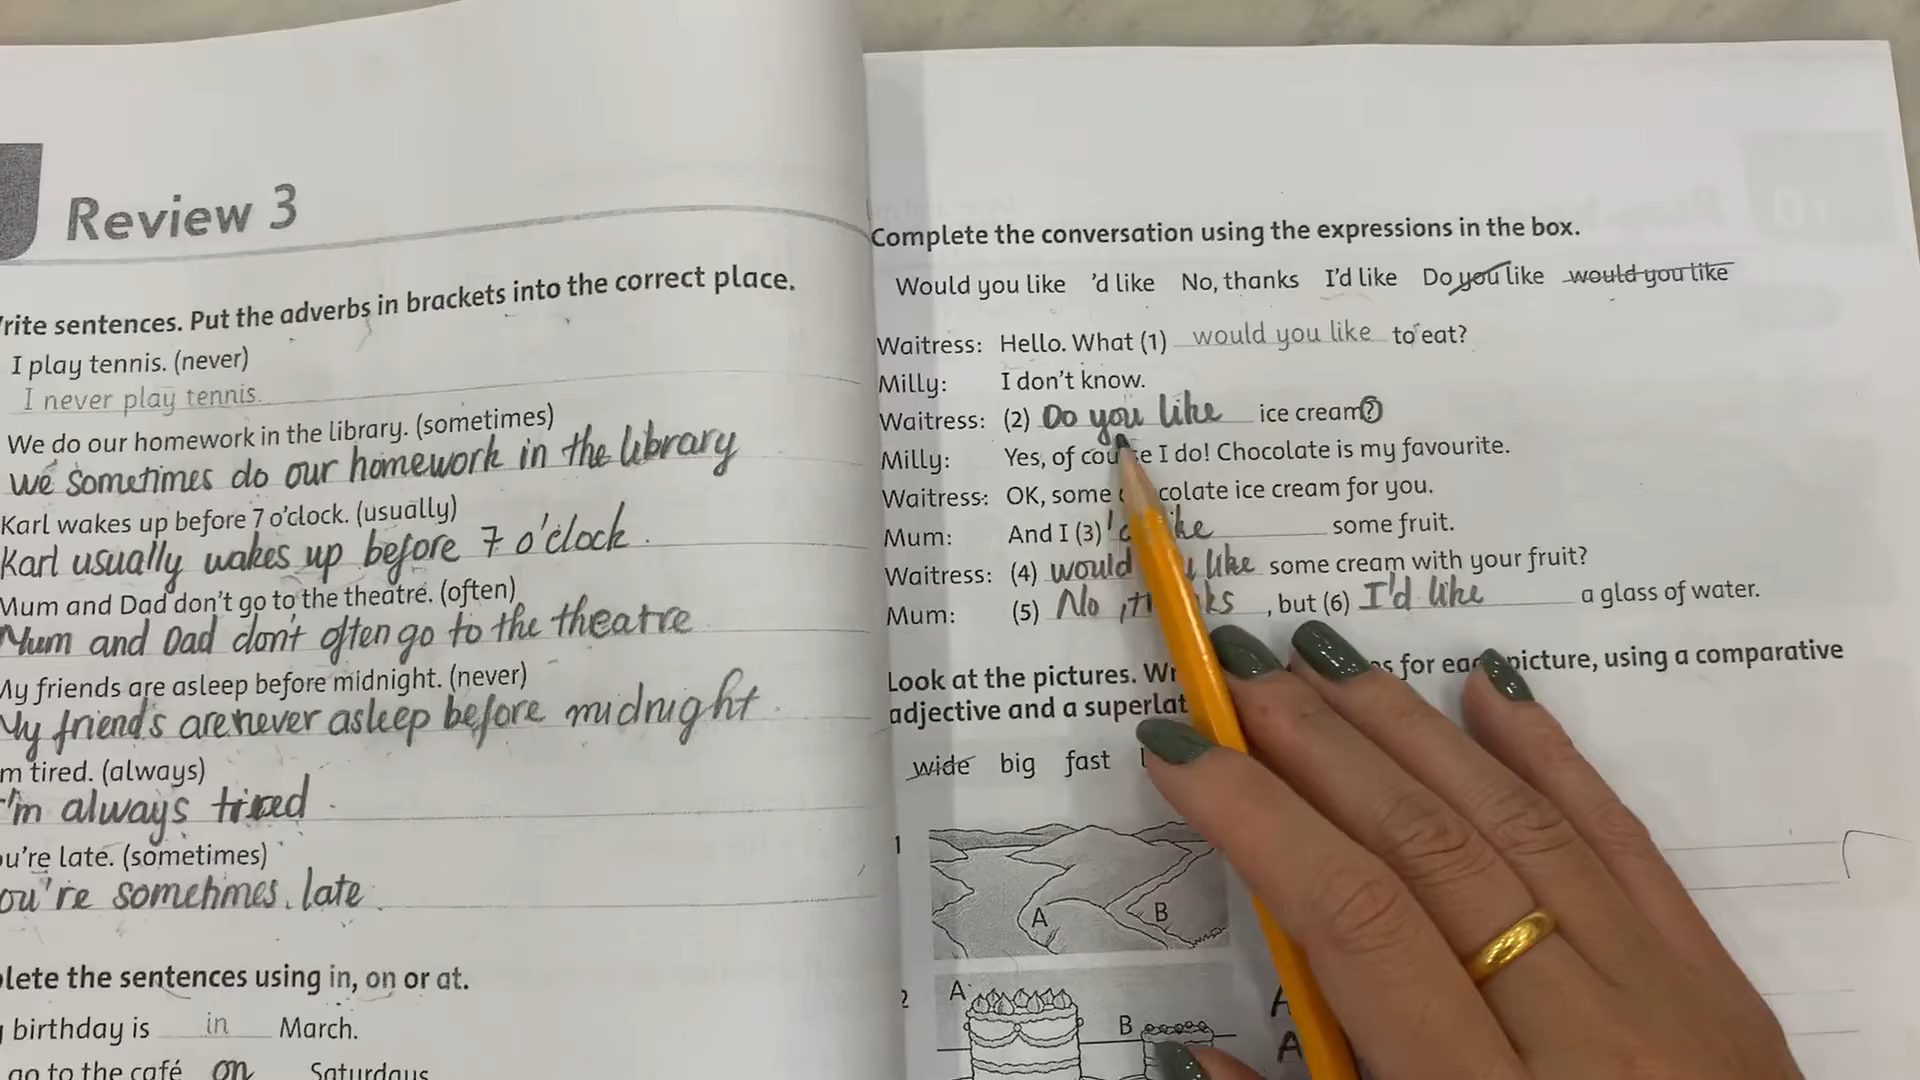 Review 3
rite sentences. Put the adverbs in brackets into the correct place.
I play tennis. (never)
I never play tennis.
We do our homework in the library. (sometimes)
we sometimes do our homework in the library
Karl wakes up before 7 o'clock. (usually)
Karl usually wakes up before 7 o'clock.
Mum and Dad don't go to the theatre. (often)
Mum and Dad don't often go to the theatre
My friends are asleep before midnight. (never)
My friends are never asleep before midnight.
m tired. (always)
I'm always tired.
ou're late. (sometimes)
ou're sometimes late
lete the sentences using in, on or at.
birthday is in March.
go to the café on Saturdays
Complete the conversation using the expressions in the box.
Would you like 'd like No, thanks I'd like Do you like would you like
Waitress: Hello. What (1) would you like to eat?
Milly: I don't know.
Waitress: (2) Do you like ice cream?
Milly: Yes, of course I do! Chocolate is my favourite.
Waitress: OK, some chocolate ice cream for you.
Mum: And I (3) 'd like some fruit.
Waitress: (4) would you like some cream with your fruit?
Mum: (5) No, thanks, but (6) I'd like a glass of water.
Look at the pictures. Wr s for each picture, using a comparative
adjective and a superlat
wide big fast
1
A B
2
A B
A
A